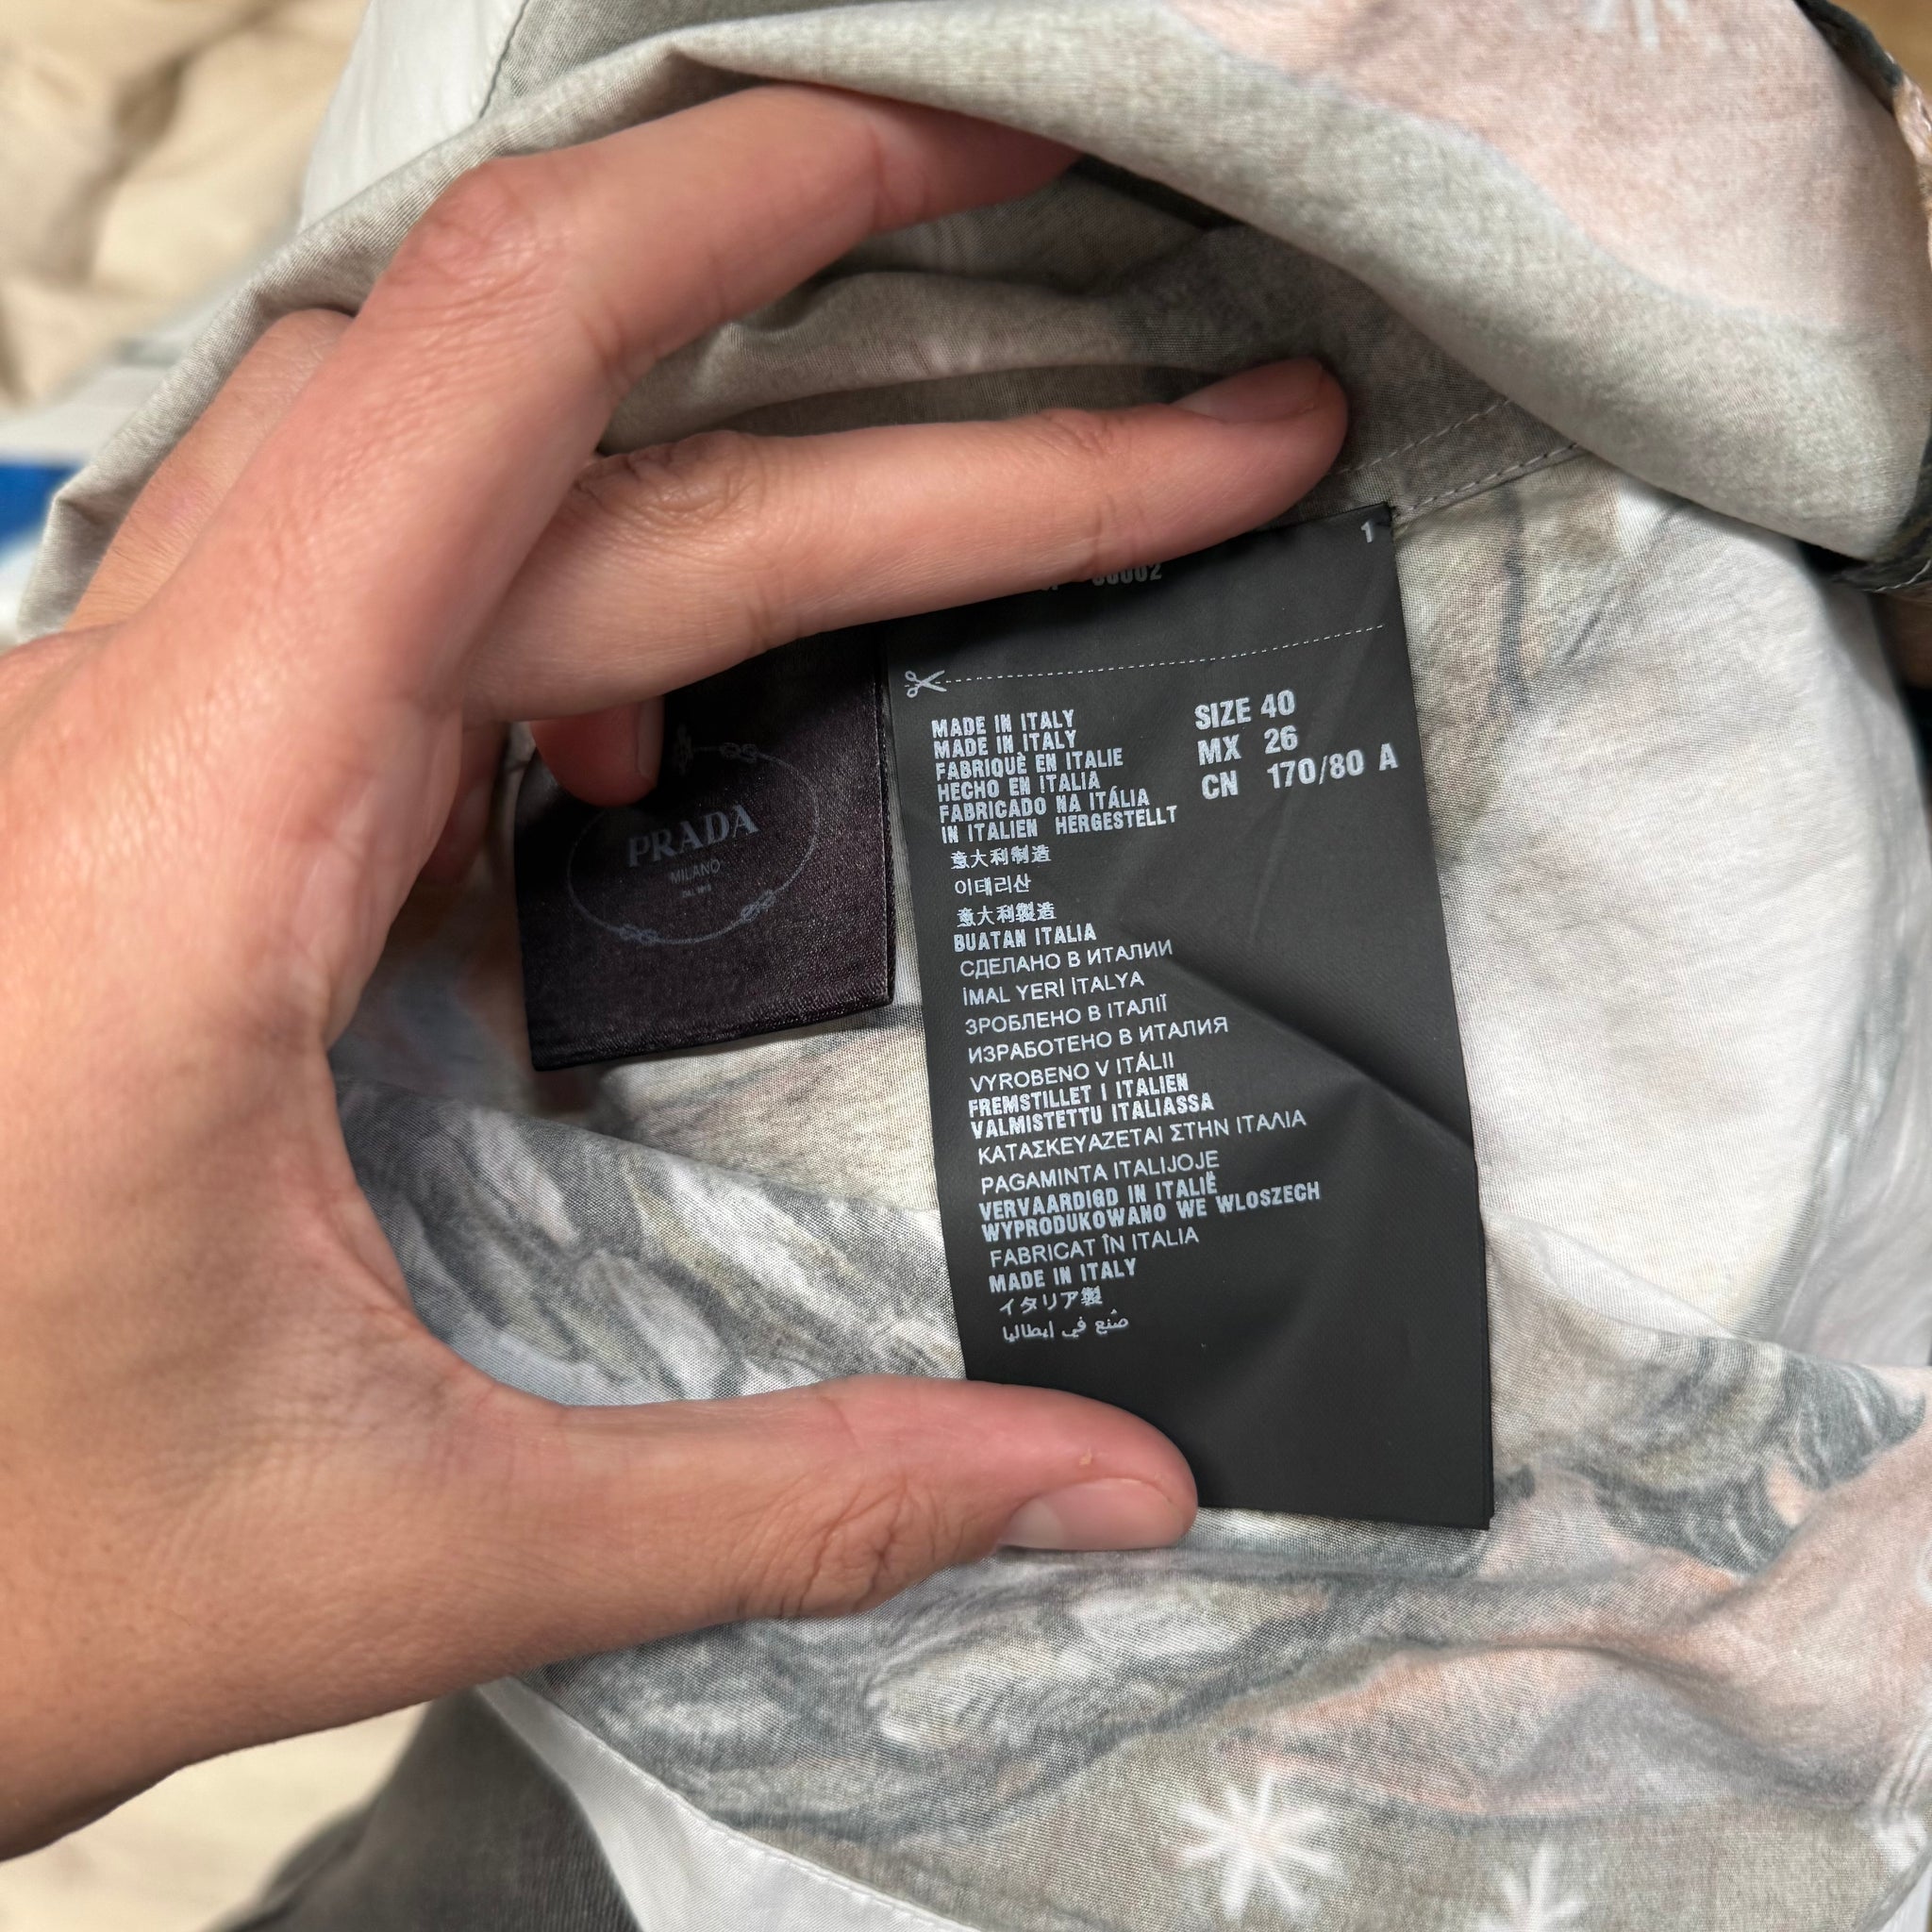 1
MADE IN ITALY
MADE IN ITALY
FABRIQUÈ EN ITALIE
HECHO EN ITALIA
FABRICADO NA ITÁLIA
IN ITALIEN HERGESTELLT
意大利制造
이태리산
意大利製造
BUATAN ITALIA
СДЕЛАНО В ИТАЛИИ
İMAL YERİ İTALYA
ЗРОБЛЕНО В ІТАЛІЇ
ИЗРАБОТЕНО В ИТАЛИЯ
VYROBENO V ITÁLII
FREMSTILLET I ITALIEN
VALMISTETTU ITALIASSA
ΚΑΤΑΣΚΕΥΑΖΕΤΑΙ ΣΤΗΝ ΙΤΑΛΙΑ
PAGAMINTA ITALIJOJE
VERVAARDIGD IN ITALIË
WYPRODUKOWANO WE WLOSZECH
FABRICAT ÎN ITALIA
MADE IN ITALY
イタリア製
صُنع في ايطاليا
SIZE 40
MX 26
CN 170/80 A
PRADA
MILANO